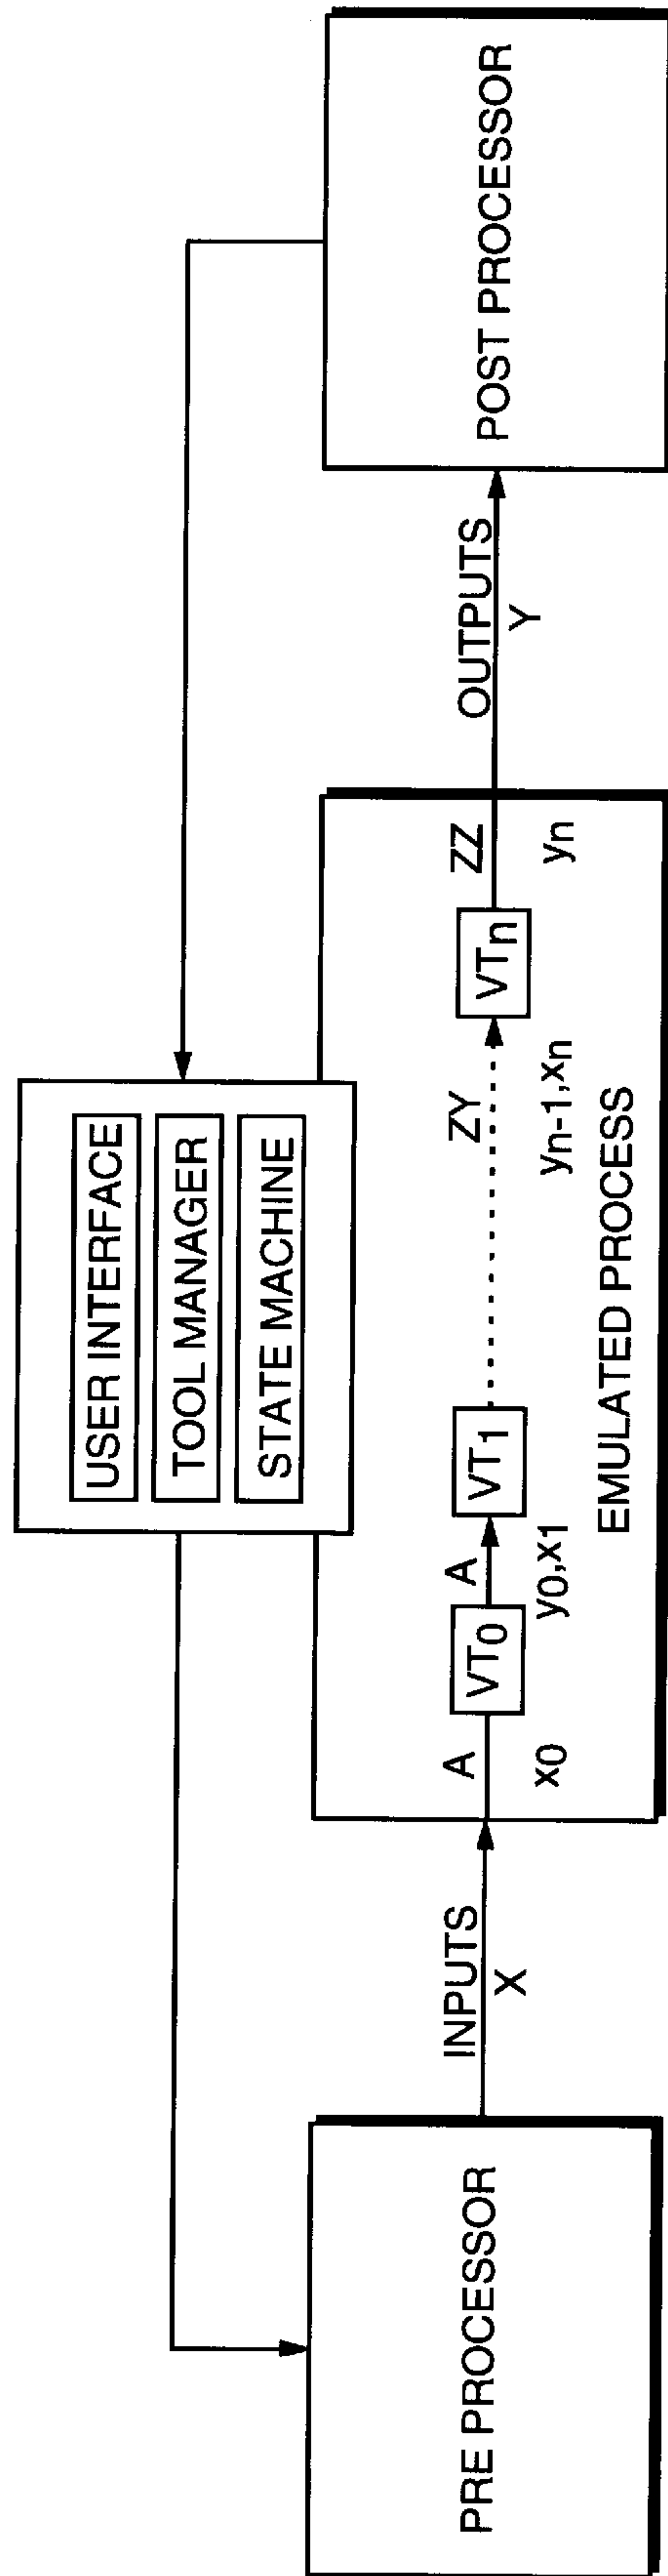 USER INTERFACE
TOOL MANAGER
STATE MACHINE
PRE PROCESSOR
INPUTS
X
A
x0
VT0
A
y0,x1
VT1
ZY
yn-1,xn
VTn
ZZ
yn
EMULATED PROCESS
OUTPUTS
Y
POST PROCESSOR